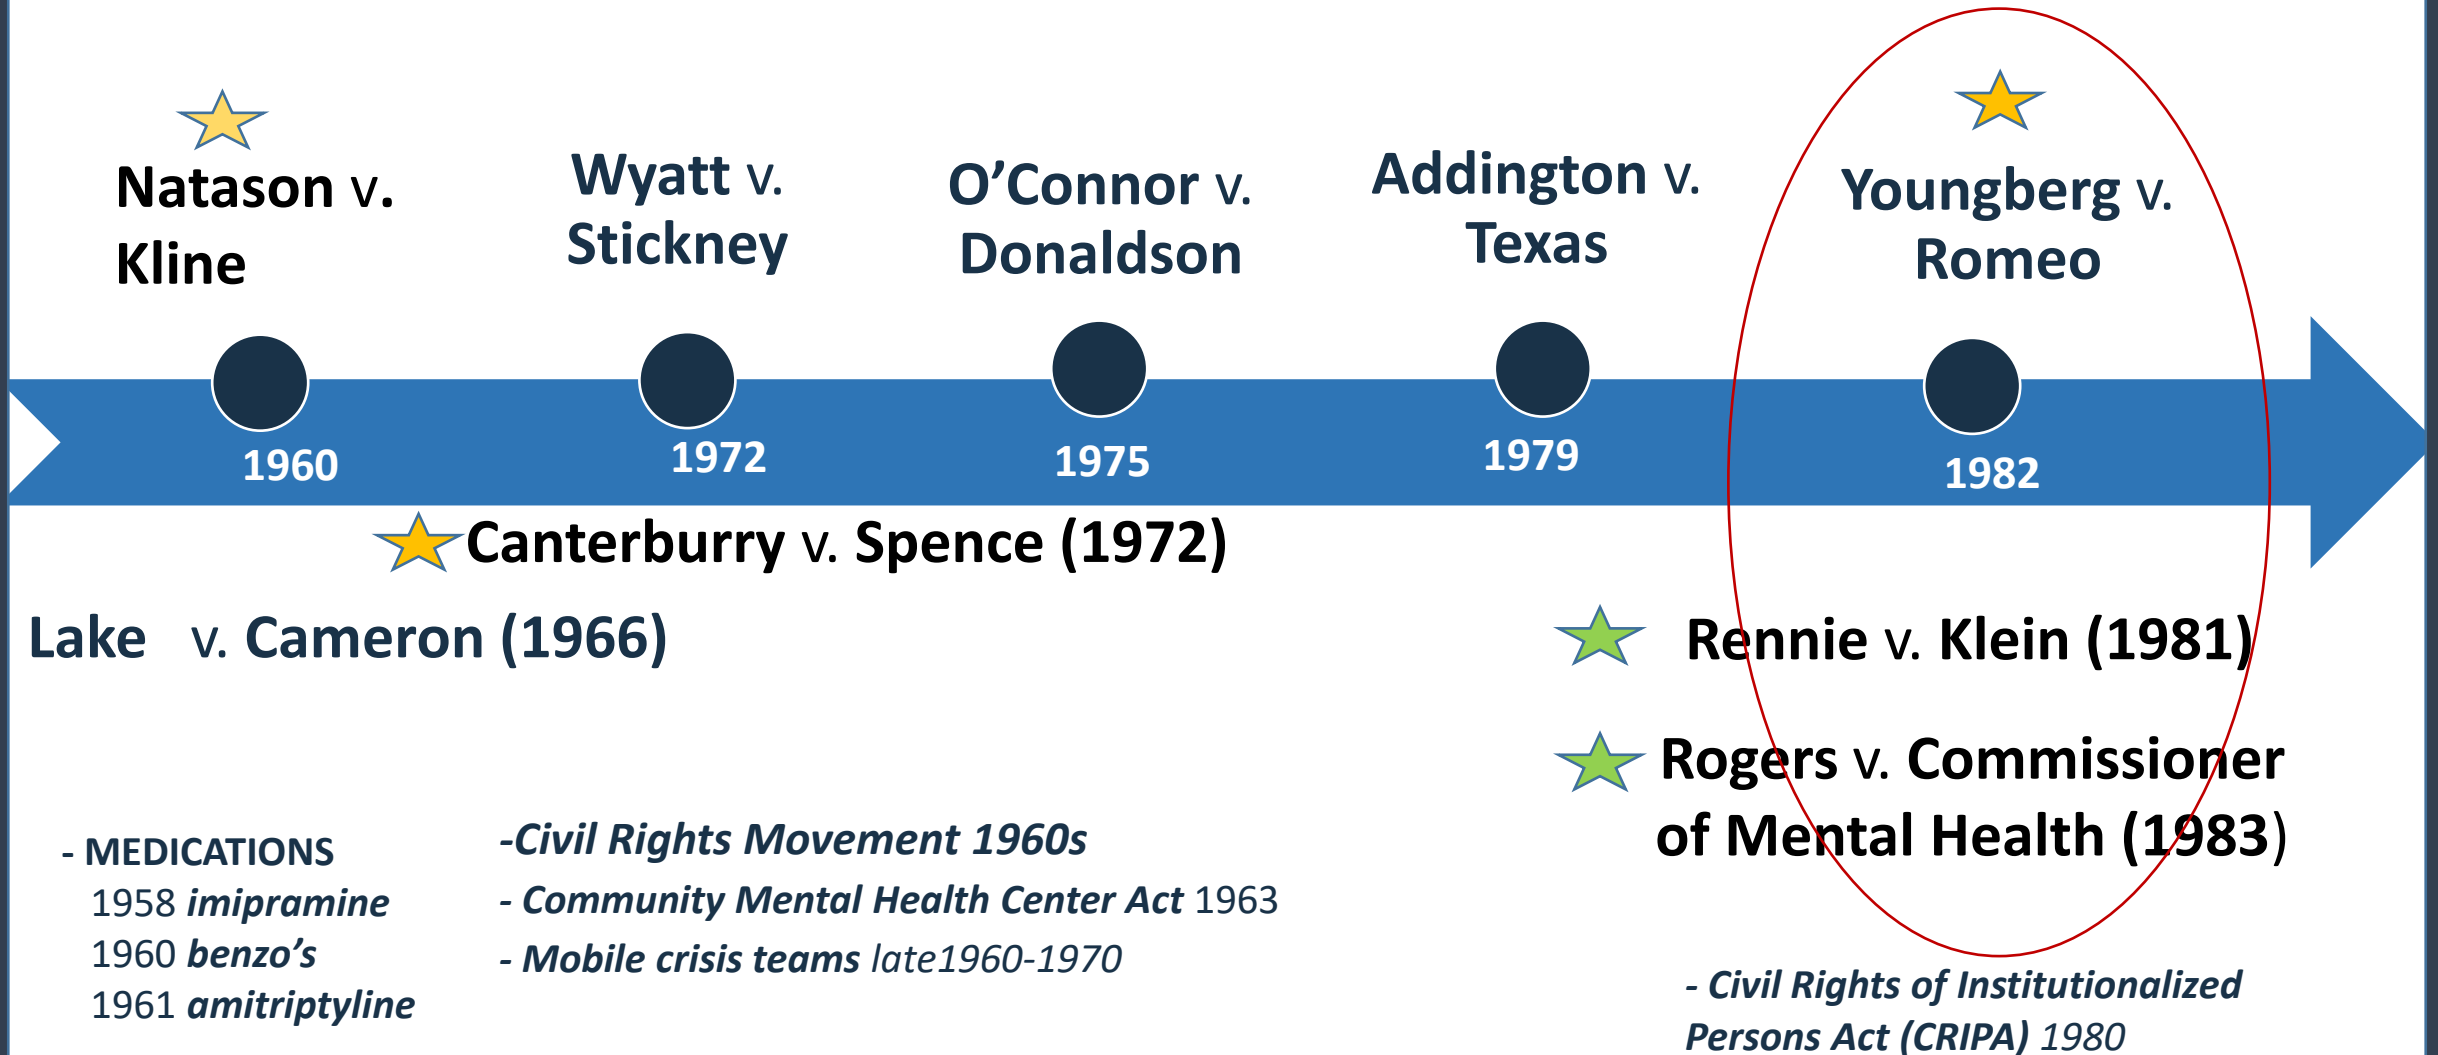 Natason v.
Kline
Wyatt v.
Stickney
O’Connor v.
Donaldson
Addington v.
Texas
Youngberg v.
Romeo
1960
1972
1975
1979
1982
Canterburry v. Spence (1972)
Lake v. Cameron (1966)
Rennie v. Klein (1981)
Rogers v. Commissioner
of Mental Health (1983)
- MEDICATIONS
1958 imipramine
1960 benzo’s
1961 amitriptyline
-Civil Rights Movement 1960s
- Community Mental Health Center Act 1963
- Mobile crisis teams late1960-1970
- Civil Rights of Institutionalized
Persons Act (CRIPA) 1980